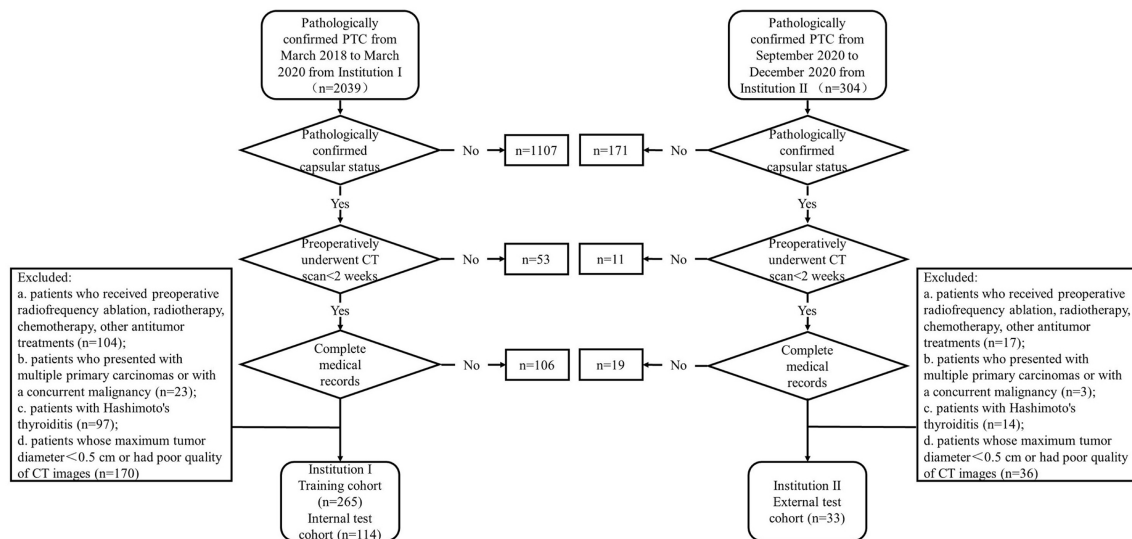 Pathologically
confirmed PTC from
March 2018 to March
2020 from Institution I
(n=2039)
Pathologically
confirmed PTC from
September 2020 to
December 2020 from
Institution II （n=304）
Pathologically
confirmed
capsular status
No
n=1107
n=171
No
Pathologically
confirmed
capsular status
Yes
Yes
Preoperatively
underwent CT
scan<2 weeks
No
n=53
n=11
No
Preoperatively
underwent CT
scan<2 weeks
Yes
Yes
Complete
medical
records
No
n=106
n=19
No
Complete
medical
records
Excluded:
a. patients who received preoperative
radiofrequency ablation, radiotherapy,
chemotherapy, other antitumor
treatments (n=104);
b. patients who presented with
multiple primary carcinomas or with
a concurrent malignancy (n=23);
c. patients with Hashimoto's
thyroiditis (n=97);
d. patients whose maximum tumor
diameter＜0.5 cm or had poor quality
of CT images (n=170)
Excluded:
a. patients who received preoperative
radiofrequency ablation, radiotherapy,
chemotherapy, other antitumor
treatments (n=17);
b. patients who presented with
multiple primary carcinomas or with
a concurrent malignancy (n=3);
c. patients with Hashimoto's
thyroiditis (n=14);
d. patients whose maximum tumor
diameter＜0.5 cm or had poor quality
of CT images (n=36)
Institution I
Training cohort
(n=265)
Internal test
cohort (n=114)
Institution II
External test
cohort (n=33)